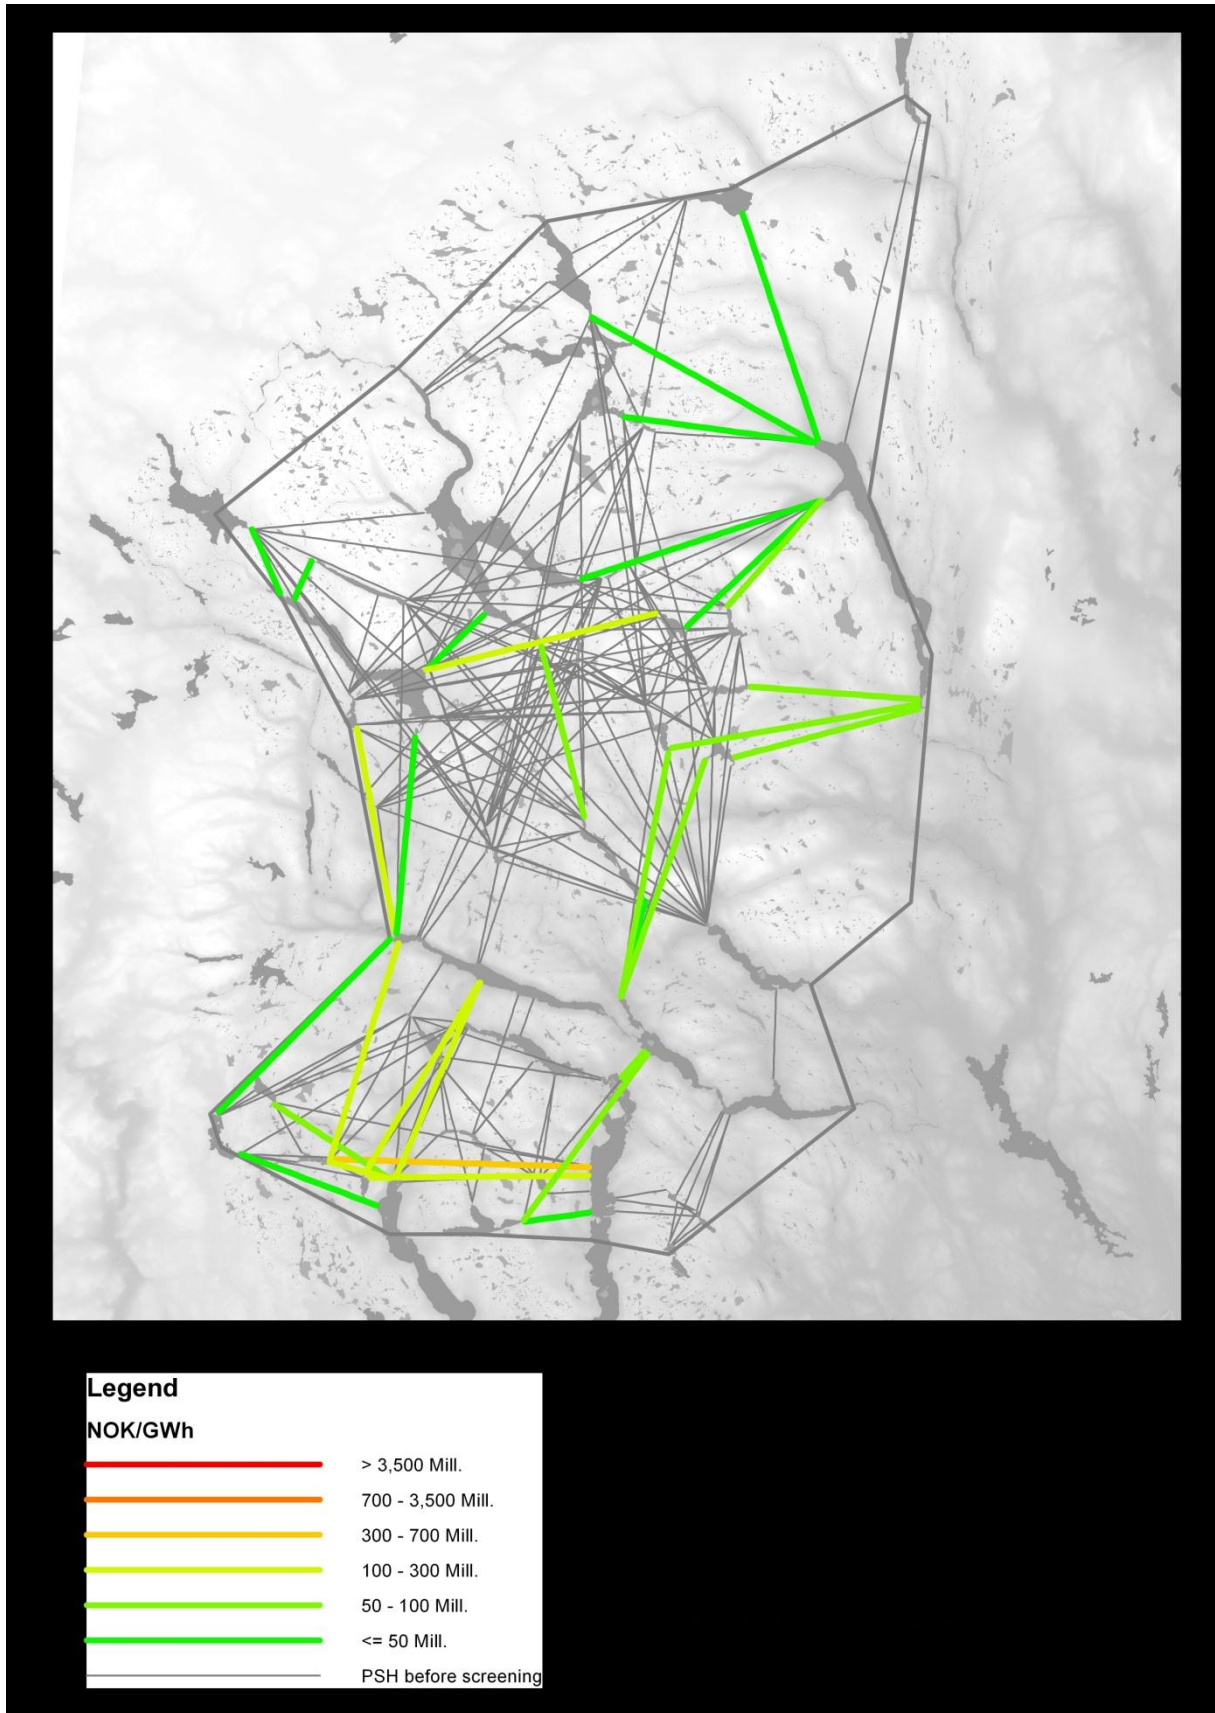 Legend
NOK/GWh
> 3,500 Mill.
700 - 3,500 Mill.
300 - 700 Mill.
100 - 300 Mill.
50 - 100 Mill.
<= 50 Mill.
PSH before screening